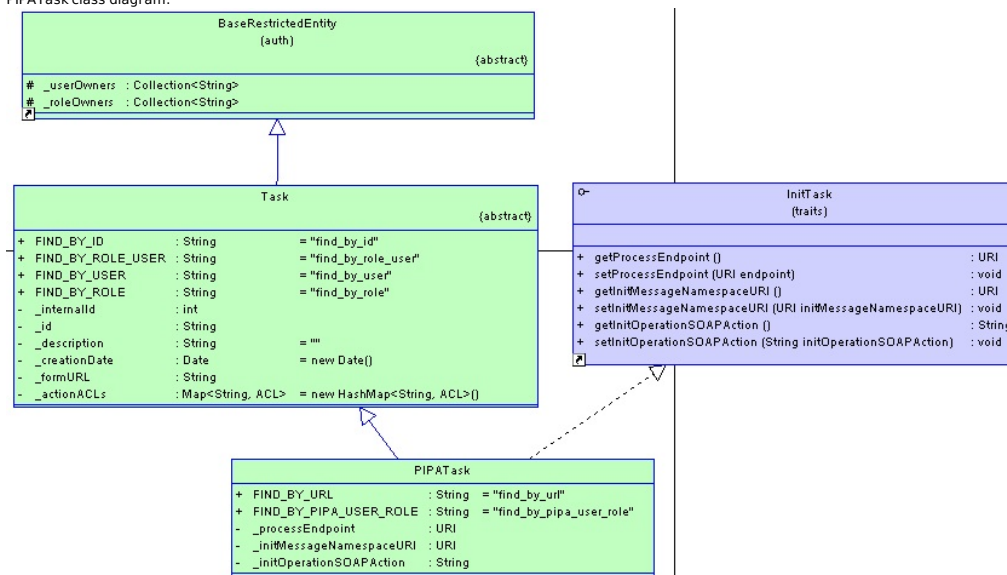 PIPATask class diagram:
BaseRestrictedEntity
(auth)
{abstract}
# _userOwners : Collection<String>
# _roleOwners : Collection<String>
Task
{abstract}
+ FIND_BY_ID : String = "find_by_id"
+ FIND_BY_ROLE_USER : String = "find_by_role_user"
+ FIND_BY_USER : String = "find_by_user"
+ FIND_BY_ROLE : String = "find_by_role"
- _internalId : int
- _id : String
- _description : String = ""
- _creationDate : Date = new Date()
- _formURL : String
- _actionACLs : Map<String, ACL> = new HashMap<String, ACL>()
InitTask
(traits)
+ getProcessEndpoint () : URI
+ setProcessEndpoint (URI endpoint) : void
+ getInitMessageNamespaceURI () : URI
+ setInitMessageNamespaceURI (URI initMessageNamespaceURI) : void
+ getInitOperationSOAPAction () : String
+ setInitOperationSOAPAction (String initOperationSOAPAction) : void
PIPATask
+ FIND_BY_URL : String = "find_by_url"
+ FIND_BY_PIPA_USER_ROLE : String = "find_by_pipa_user_role"
- _processEndpoint : URI
- _initMessageNamespaceURI : URI
- _initOperationSOAPAction : String